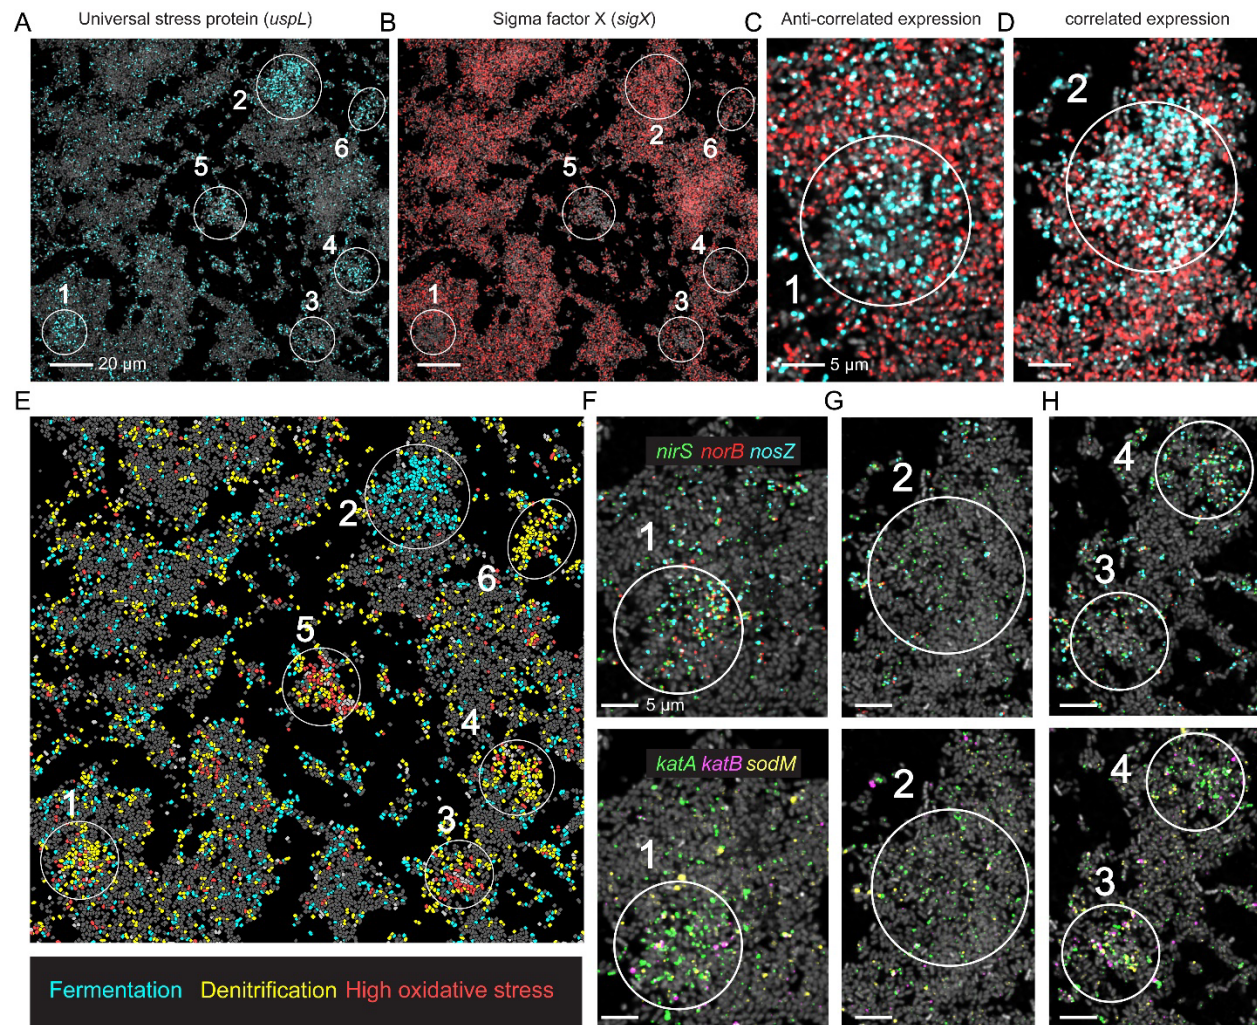 A
Universal stress protein (uspL)
B
Sigma factor X (sigX)
C
Anti-correlated expression
D
correlated expression
2
6
5
4
3
1
20 µm
2
6
5
4
3
1
1
5 µm
2
E
2
6
5
4
3
1
Fermentation Denitrification High oxidative stress
F
nirS norB nosZ
1
5 µm
G
2
H
4
3
katA katB sodM
1
2
4
3